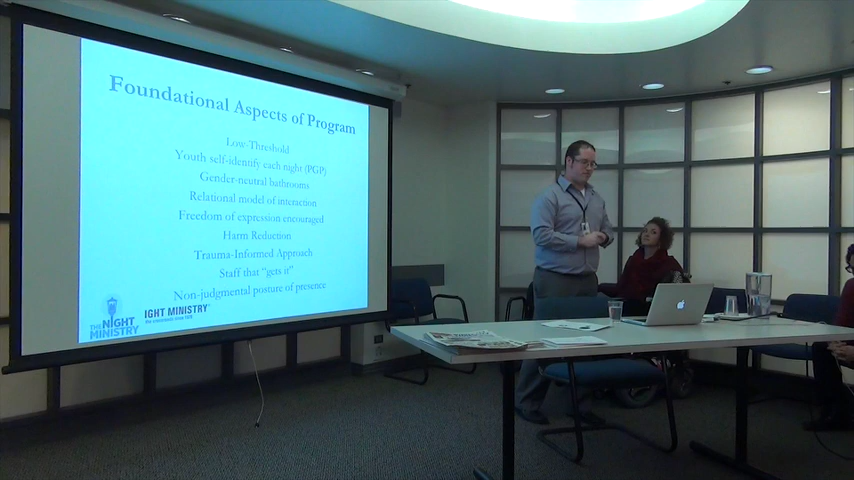 Foundational Aspects of Program
Low-Threshold
Youth self-identify each night (PGP)
Gender-neutral bathrooms
Relational model of interaction
Freedom of expression encouraged
Harm Reduction
Trauma-Informed Approach
Staff that "gets it"
Non-judgmental posture of presence
THE NIGHT
MINISTRY
IGHT MINISTRY